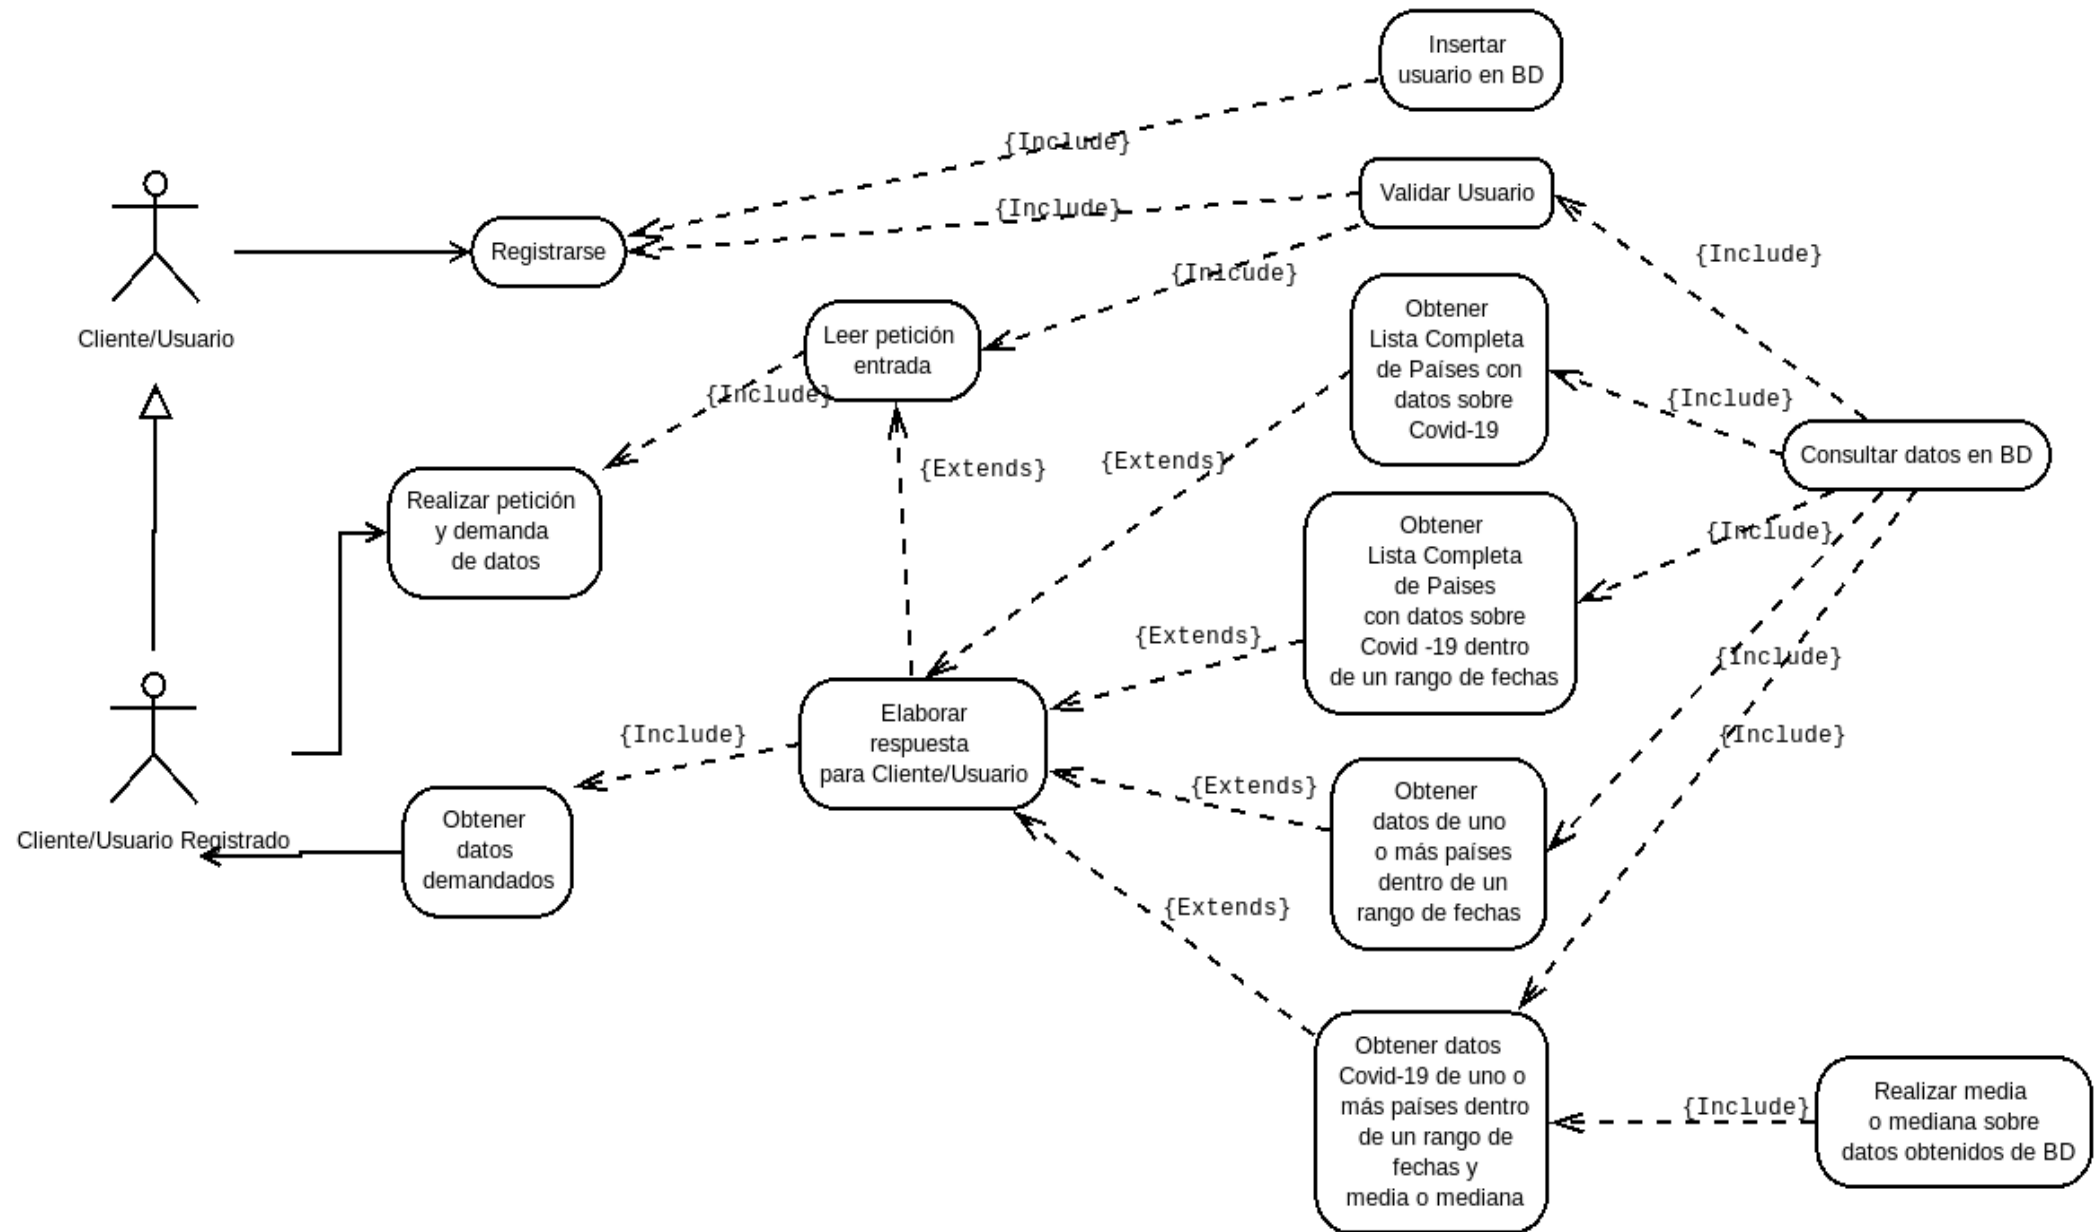 Insertar
usuario en BD
{Include}
Validar Usuario
{Include}
Registrarse
{Include}
{Inlcude}
Cliente/Usuario
Leer petición
entrada
{Include}
Obtener
Lista Completa
de Países con
datos sobre
Covid-19
{Include}
Consultar datos en BD
{Extends}
{Extends}
Realizar petición
y demanda
de datos
Obtener
Lista Completa
de Paises
con datos sobre
Covid -19 dentro
de un rango de fechas
{Include}
{Extends}
{Include}
{Include}
Elaborar
respuesta
para Cliente/Usuario
{Include}
Cliente/Usuario Registrado
Obtener
datos
demandados
{Extends}
Obtener
datos de uno
o más países
dentro de un
rango de fechas
{Extends}
Obtener datos
Covid-19 de uno o
más países dentro
de un rango de
fechas y
media o mediana
{Include}
Realizar media
o mediana sobre
datos obtenidos de BD